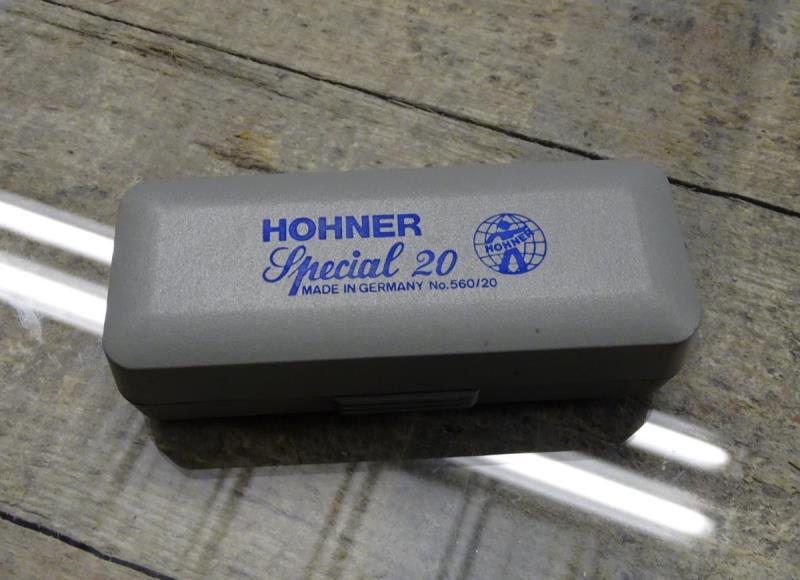 HOHNER
Special 20
MADE IN GERMANY No.560/20
HOHNER